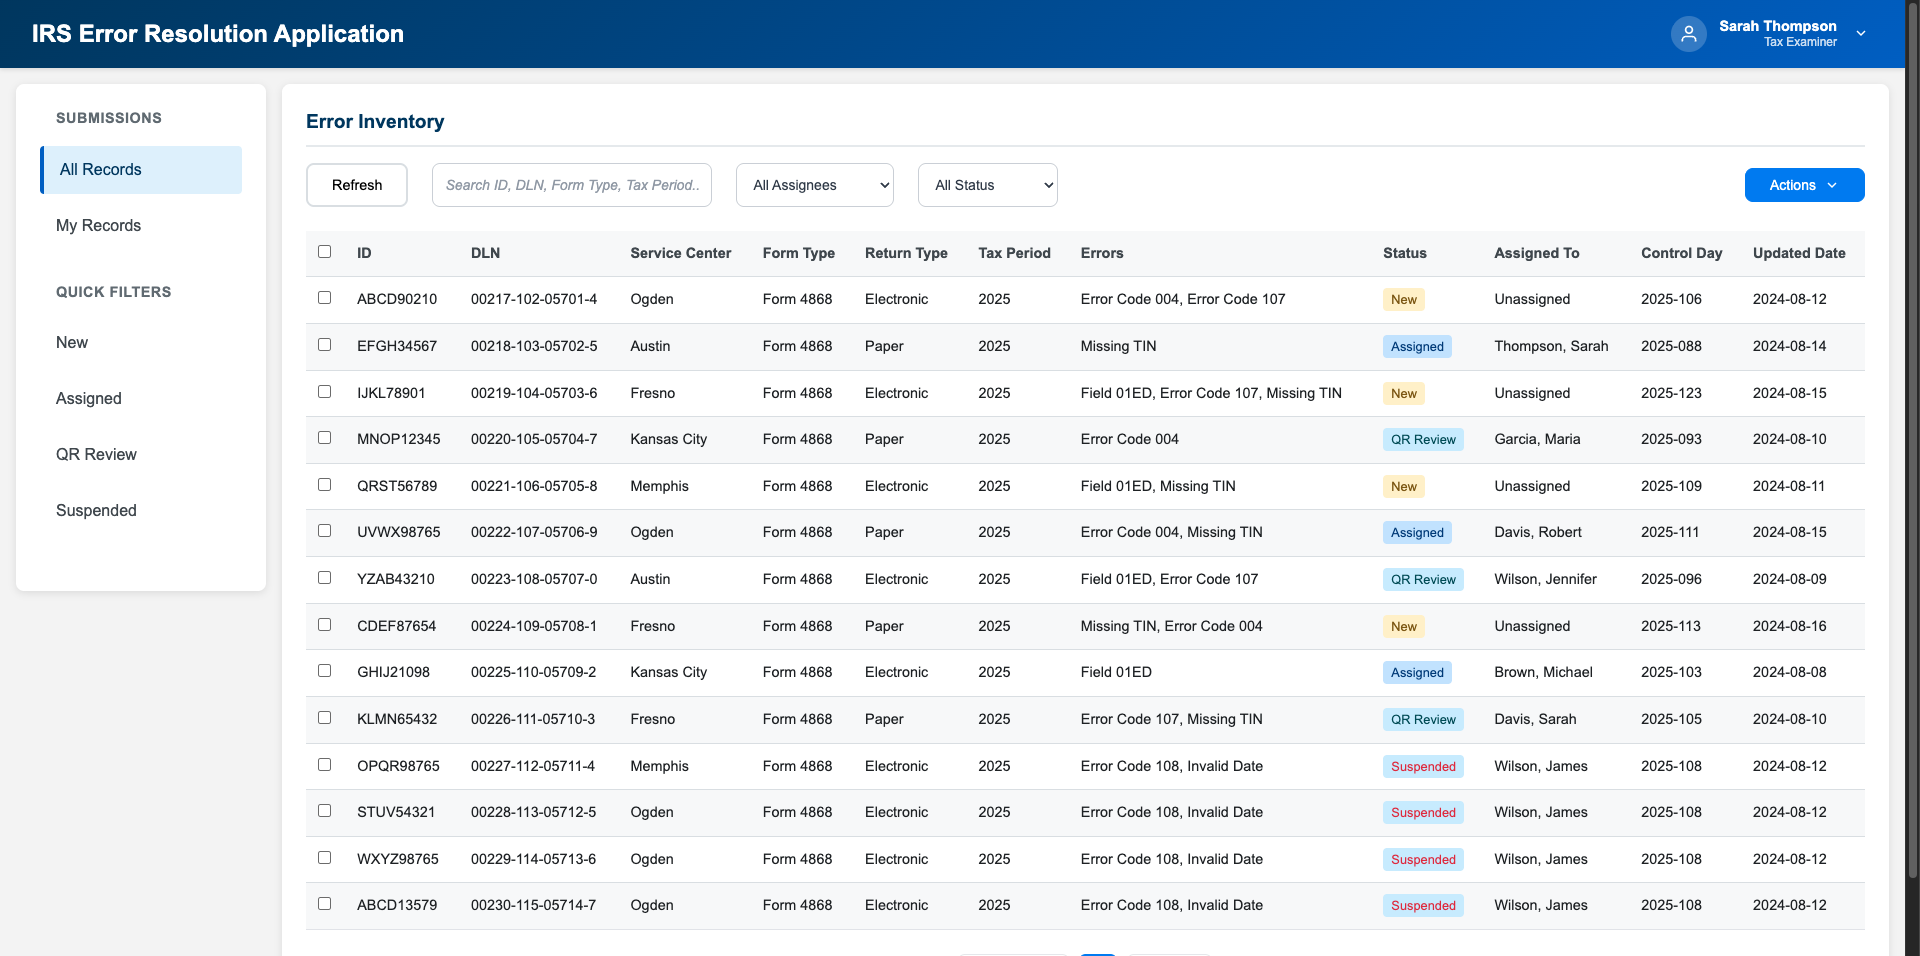 IRS Error Resolution Application
Sarah Thompson
Tax Examiner
SUBMISSIONS
All Records
My Records
QUICK FILTERS
New
Assigned
QR Review
Suspended
Error Inventory
Refresh Search ID, DLN, Form Type, Tax Period.. All Assignees All Status Actions
ID DLN Service Center Form Type Return Type Tax Period Errors Status Assigned To Control Day Updated Date
ABCD90210 00217-102-05701-4 Ogden Form 4868 Electronic 2025 Error Code 004, Error Code 107 New Unassigned 2025-106 2024-08-12
EFGH34567 00218-103-05702-5 Austin Form 4868 Paper 2025 Missing TIN Assigned Thompson, Sarah 2025-088 2024-08-14
IJKL78901 00219-104-05703-6 Fresno Form 4868 Electronic 2025 Field 01ED, Error Code 107, Missing TIN New Unassigned 2025-123 2024-08-15
MNOP12345 00220-105-05704-7 Kansas City Form 4868 Paper 2025 Error Code 004 QR Review Garcia, Maria 2025-093 2024-08-10
QRST56789 00221-106-05705-8 Memphis Form 4868 Electronic 2025 Field 01ED, Missing TIN New Unassigned 2025-109 2024-08-11
UVWX98765 00222-107-05706-9 Ogden Form 4868 Paper 2025 Error Code 004, Missing TIN Assigned Davis, Robert 2025-111 2024-08-15
YZAB43210 00223-108-05707-0 Austin Form 4868 Electronic 2025 Field 01ED, Error Code 107 QR Review Wilson, Jennifer 2025-096 2024-08-09
CDEF87654 00224-109-05708-1 Fresno Form 4868 Paper 2025 Missing TIN, Error Code 004 New Unassigned 2025-113 2024-08-16
GHIJ21098 00225-110-05709-2 Kansas City Form 4868 Electronic 2025 Field 01ED Assigned Brown, Michael 2025-103 2024-08-08
KLMN65432 00226-111-05710-3 Fresno Form 4868 Paper 2025 Error Code 107, Missing TIN QR Review Davis, Sarah 2025-105 2024-08-10
OPQR98765 00227-112-05711-4 Memphis Form 4868 Electronic 2025 Error Code 108, Invalid Date Suspended Wilson, James 2025-108 2024-08-12
STUV54321 00228-113-05712-5 Ogden Form 4868 Electronic 2025 Error Code 108, Invalid Date Suspended Wilson, James 2025-108 2024-08-12
WXYZ98765 00229-114-05713-6 Ogden Form 4868 Electronic 2025 Error Code 108, Invalid Date Suspended Wilson, James 2025-108 2024-08-12
ABCD13579 00230-115-05714-7 Ogden Form 4868 Electronic 2025 Error Code 108, Invalid Date Suspended Wilson, James 2025-108 2024-08-12